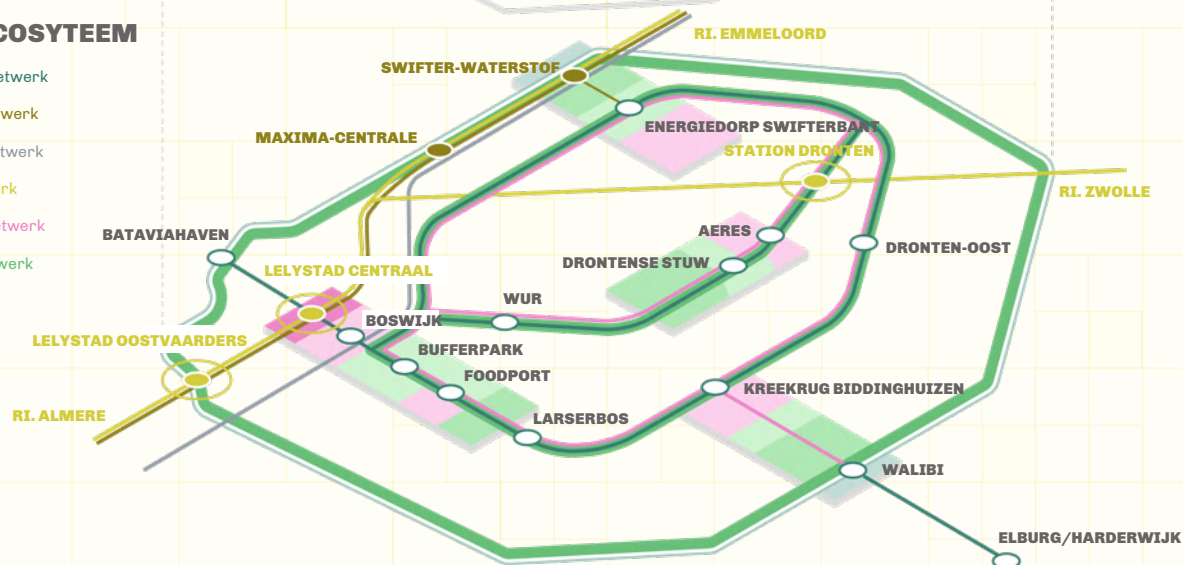 COSYTEEM
RI. EMMELOORD
SWIFTER-WATERSTOF
etwerk
werk
ENERGIEDORP SWIFTERBANT
MAXIMA-CENTRALE
twerk
STATION DRONTEN
rk
RI. ZWOLLE
etwerk
BATAVIAHAVEN
AERES
DRONTEN-OOST
werk
DRONTENSE STUW
LELYSTAD CENTRAAL
WUR
BOSWIJK
LELYSTAD OOSTVAARDERS
BUFFERPARK
FOODPORT
KREEKRUG BIDDINGHUIZEN
RI. ALMERE
LARSERBOS
WALIBI
ELBURG/HARDERWIJK